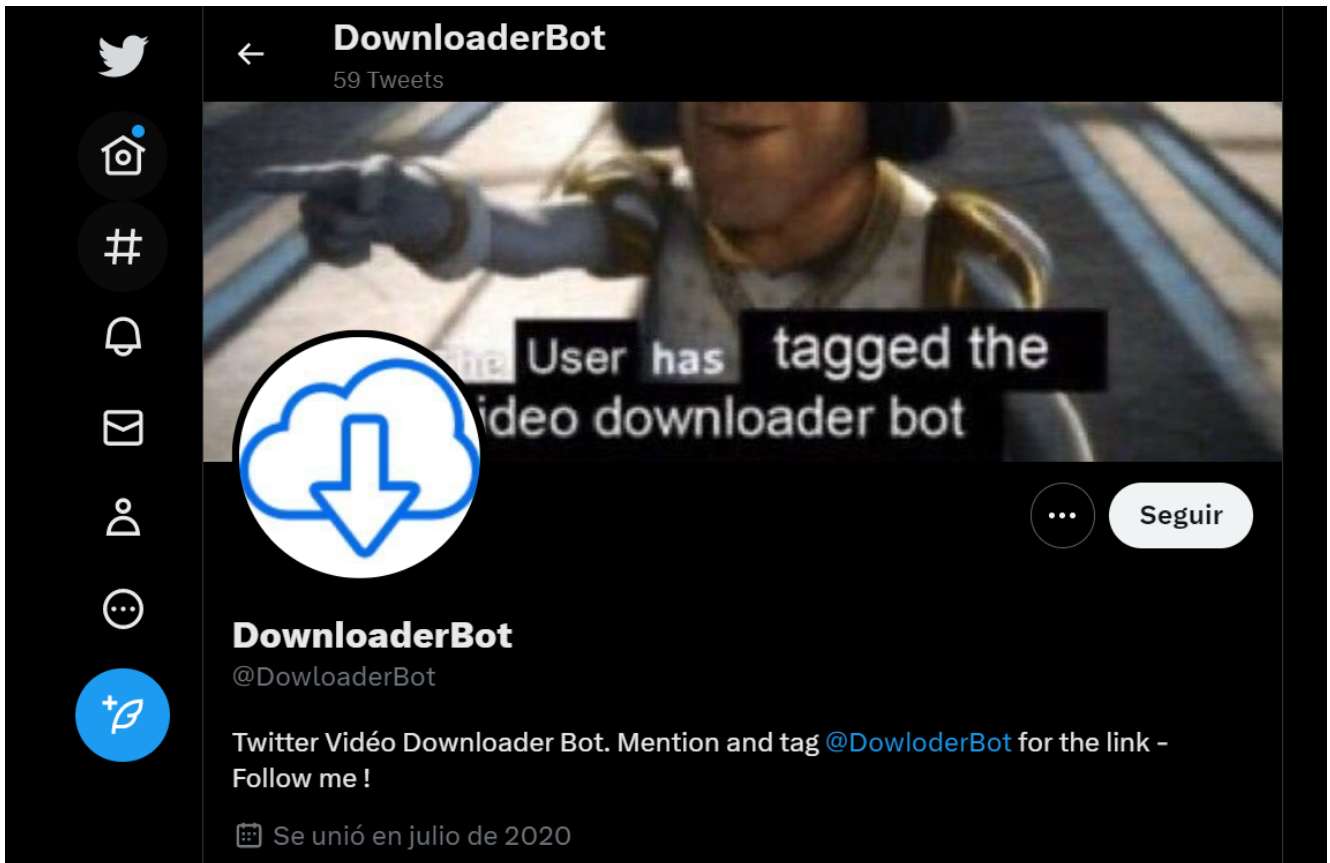 DownloaderBot
59 Tweets
he User has tagged the
ideo downloader bot
Seguir
DownloaderBot
@DowloaderBot
Twitter Vidéo Downloader Bot. Mention and tag @DowloderBot for the link -
Follow me !
Se unió en julio de 2020